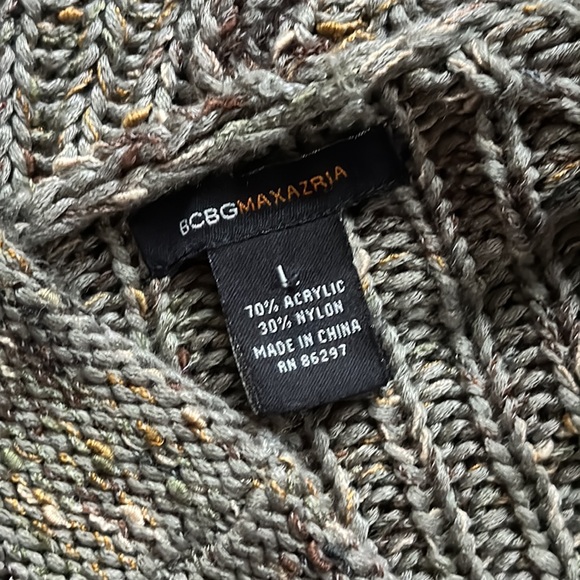 BCBGMAXAZRIA
L
70% ACRYLIC
30% NYLON
MADE IN CHINA
RN 86297